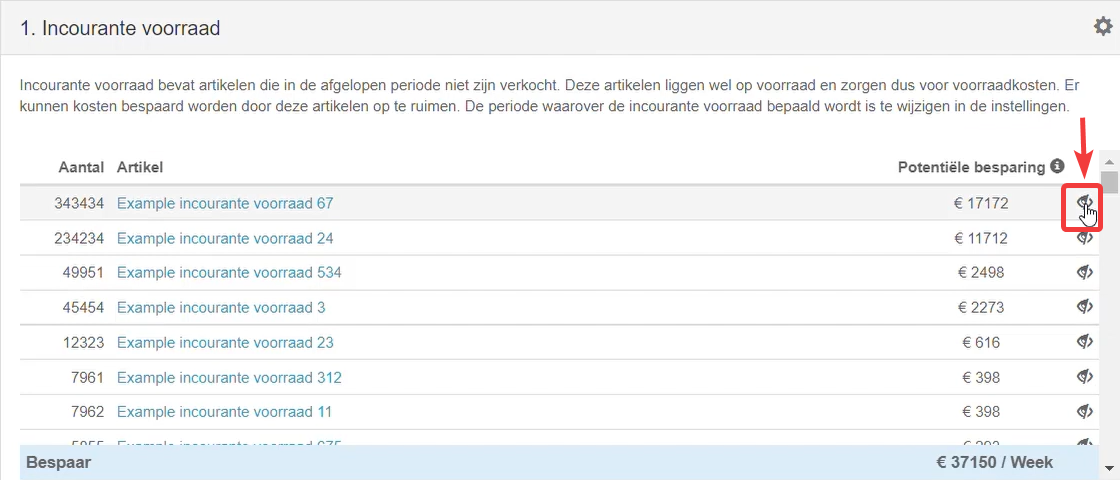 1. Incourante voorraad
Incourante voorraad bevat artikelen die in de afgelopen periode niet zijn verkocht. Deze artikelen liggen wel op voorraad en zorgen dus voor voorraadkosten. Er
kunnen kosten bespaard worden door deze artikelen op te ruimen. De periode waarover de incourante voorraad bepaald wordt is te wijzigen in de instellingen.
Aantal Artikel Potentiële besparing
343434 Example incourante voorraad 67 € 17172
234234 Example incourante voorraad 24 € 11712
49951 Example incourante voorraad 534 € 2498
45454 Example incourante voorraad 3 € 2273
12323 Example incourante voorraad 23 € 616
7961 Example incourante voorraad 312 € 398
7962 Example incourante voorraad 11 € 398
Example incourante voorraad
Bespaar € 37150 / Week